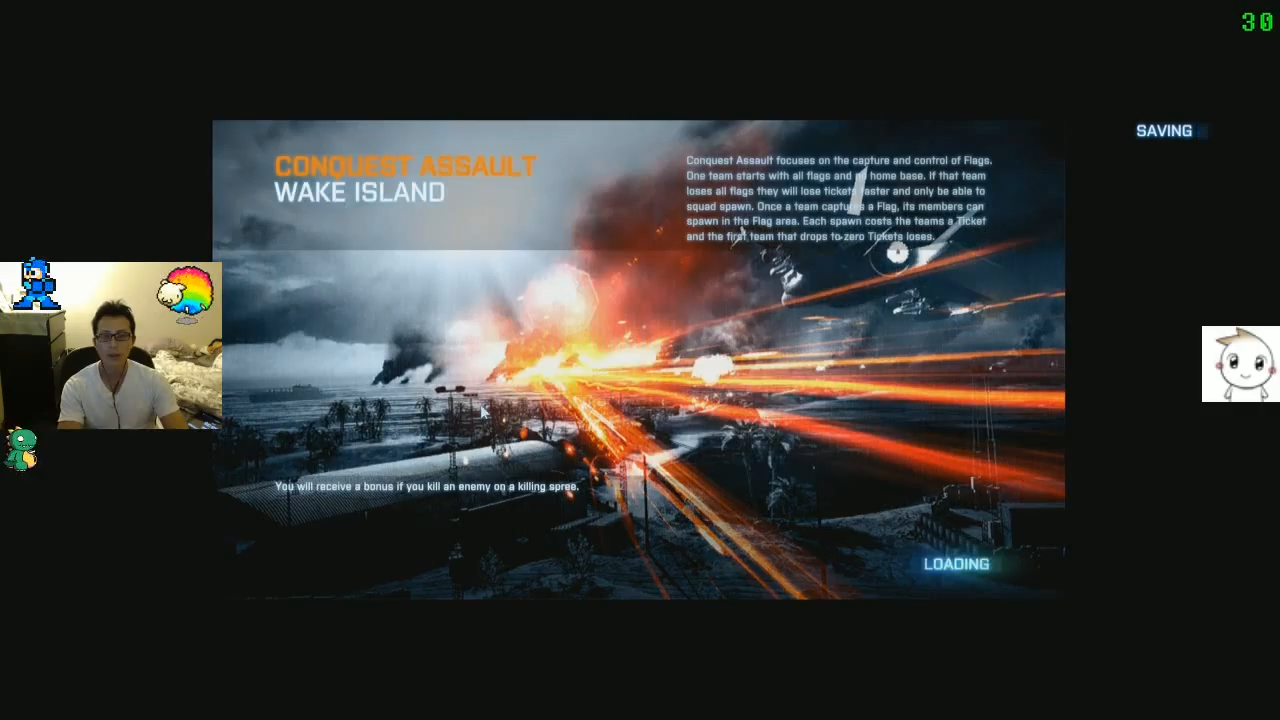 30
SAVING
CONQUEST ASSAULT
WAKE ISLAND
Conquest Assault focuses on the capture and control of Flags.
One team starts with all flags and no home base. If that team
loses all flags they will lose tickets faster and only be able to
squad spawn. Once a team captures a Flag, its members can
spawn in the Flag area. Each spawn costs the teams a Ticket
and the first team that drops to zero Tickets loses.
You will receive a bonus if you kill an enemy on a killing spree.
LOADING